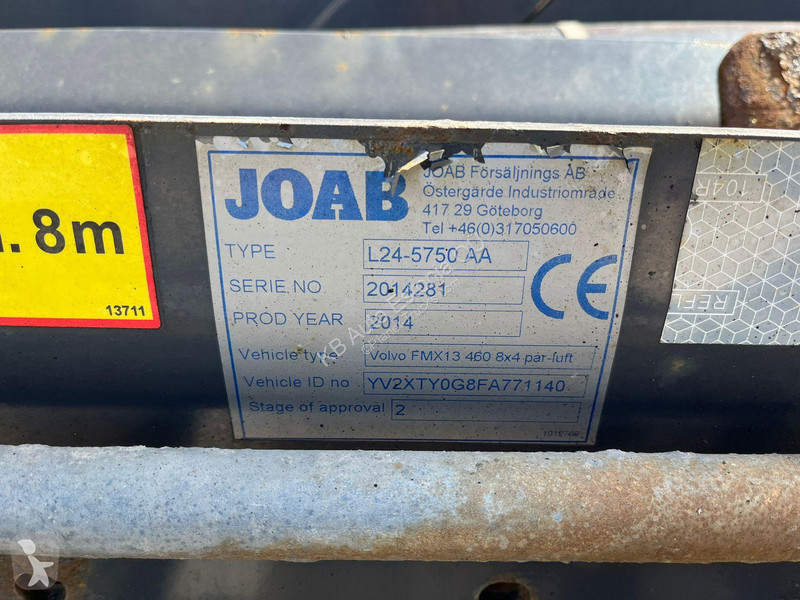 JOAB
JOAB Försäljnings AB
Östergärde Industriområde
417 29 Göteborg
Tel +46(0)317050600
TYPE L24-5750 AA
SERIE.NO 2014281
PROD YEAR 2014
Vehicle type Volvo FMX13 460 8x4 par-luft
Vehicle ID no YV2XTY0G8FA771140
Stage of approval 2
8m
13711
104R
REFL